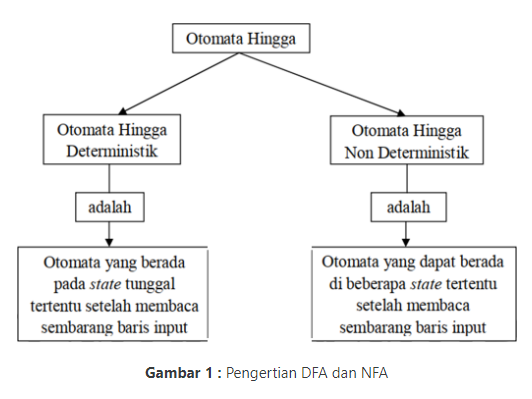 Otomata Hingga
Otomata Hingga
Deterministik
adalah
Otomata yang berada
pada state tunggal
tertentu setelah membaca
sembarang baris input
Otomata Hingga
Non Deterministik
adalah
Otomata yang dapat berada
di beberapa state tertentu
setelah membaca
sembarang baris input
Gambar 1 : Pengertian DFA dan NFA